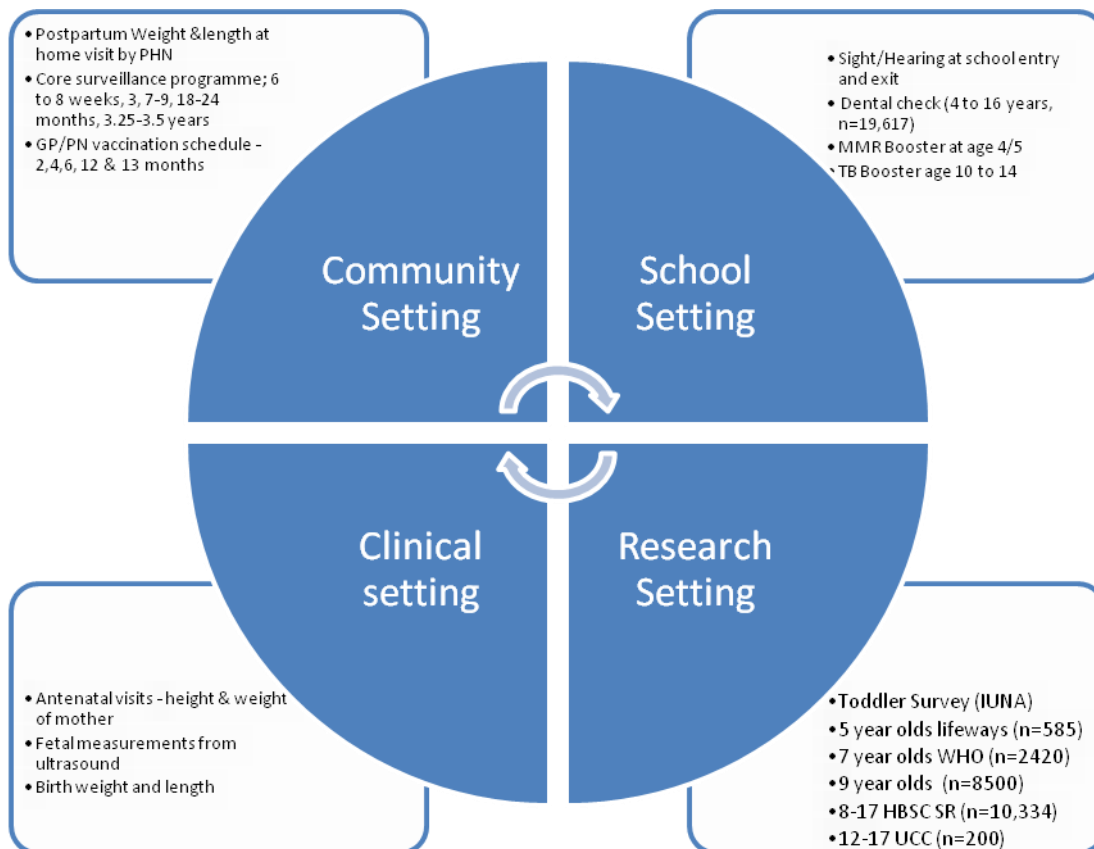 • Postpartum Weight &length at
home visit by PHN
• Core surveillance programme; 6
to 8 weeks, 3, 7-9, 18-24
months, 3.25-3.5 years
• GP/PN vaccination schedule -
2,4,6, 12 & 13 months
• Sight/Hearing at school entry
and exit
• Dental check (4 to 16 years,
n=19,617)
• MMR Booster at age 4/5
• TB Booster age 10 to 14
Community
Setting
School
Setting
Clinical
setting
Research
Setting
• Antenatal visits - height & weight
of mother
• Fetal measurements from
ultrasound
• Birth weight and length
•Toddler Survey (IUNA)
•5 year olds lifeways (n=585)
•7 year olds WHO (n=2420)
•9 year olds (n=8500)
•8-17 HBSC SR (n=10,334)
•12-17 UCC (n=200)